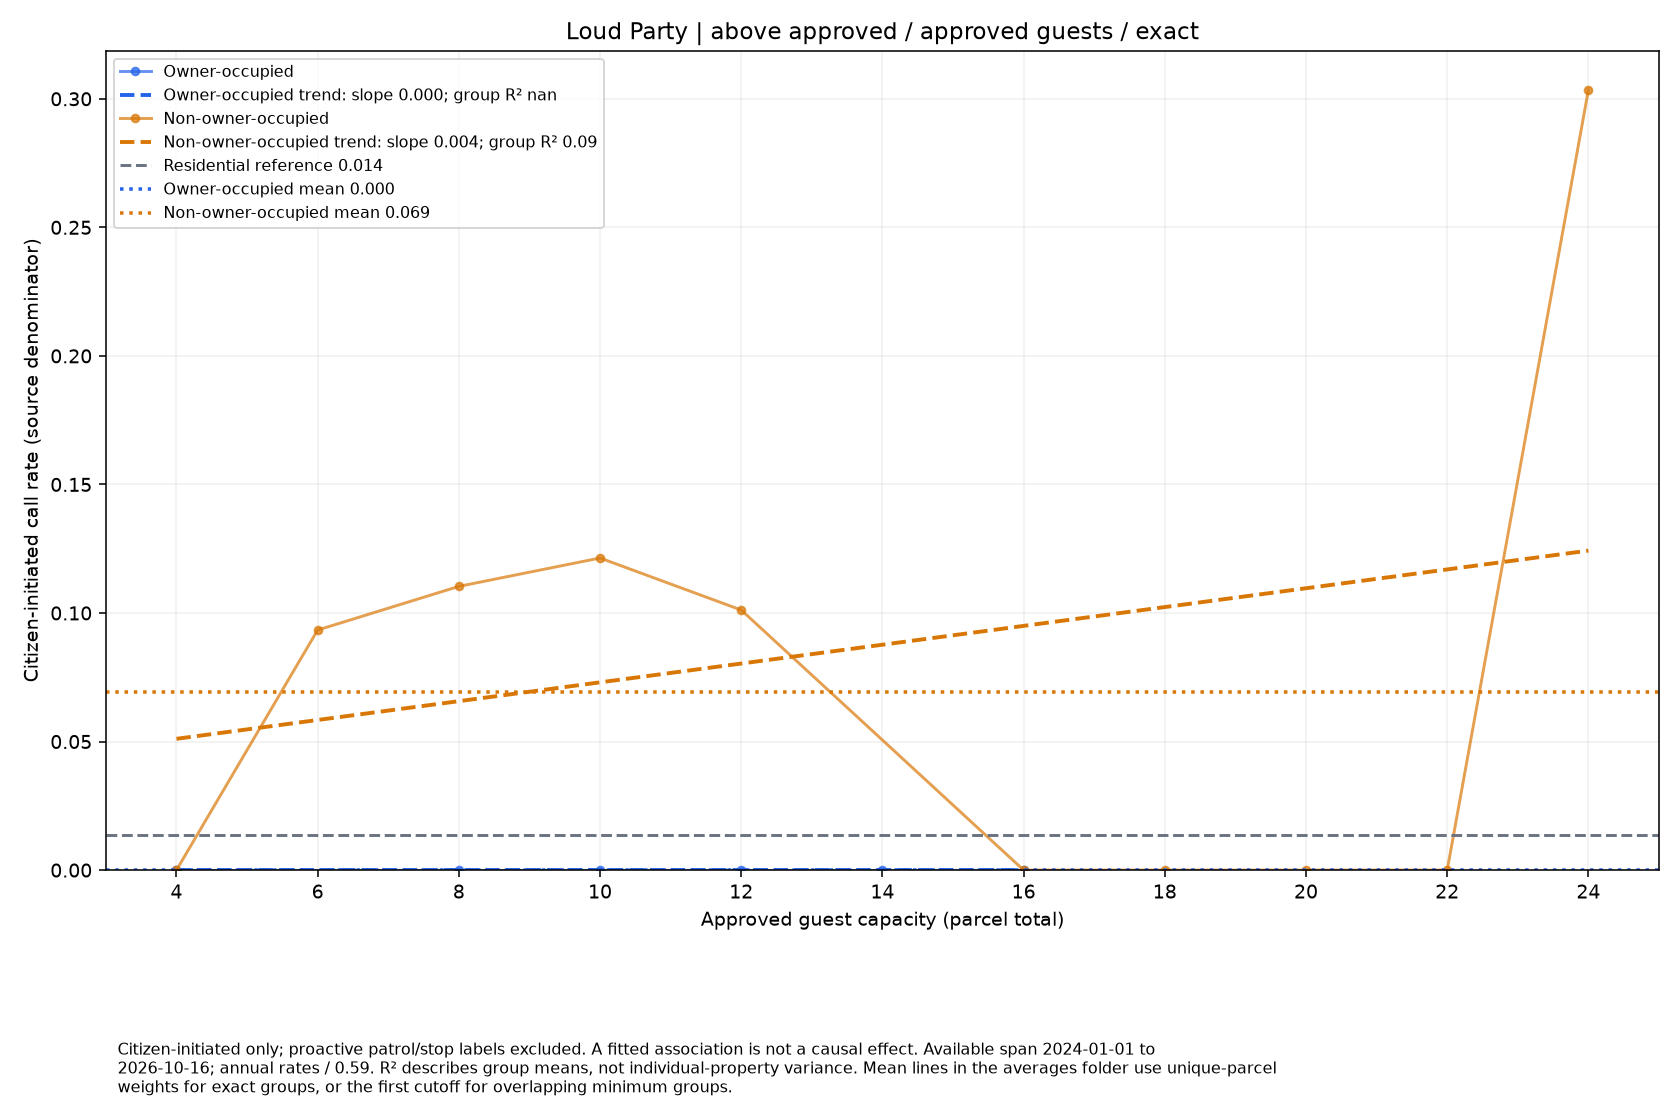 Loud Party | above approved / approved guests / exact
Owner-occupied
Owner-occupied trend: slope 0.000; group R² nan
Non-owner-occupied
Non-owner-occupied trend: slope 0.004; group R² 0.09
Residential reference 0.014
Owner-occupied mean 0.000
Non-owner-occupied mean 0.069
Citizen-initiated call rate (source denominator)
0.30
0.25
0.20
0.15
0.10
0.05
0.00
4 6 8 10 12 14 16 18 20 22 24
Approved guest capacity (parcel total)
Citizen-initiated only; proactive patrol/stop labels excluded. A fitted association is not a causal effect. Available span 2024-01-01 to
2026-10-16; annual rates / 0.59. R² describes group means, not individual-property variance. Mean lines in the averages folder use unique-parcel
weights for exact groups, or the first cutoff for overlapping minimum groups.